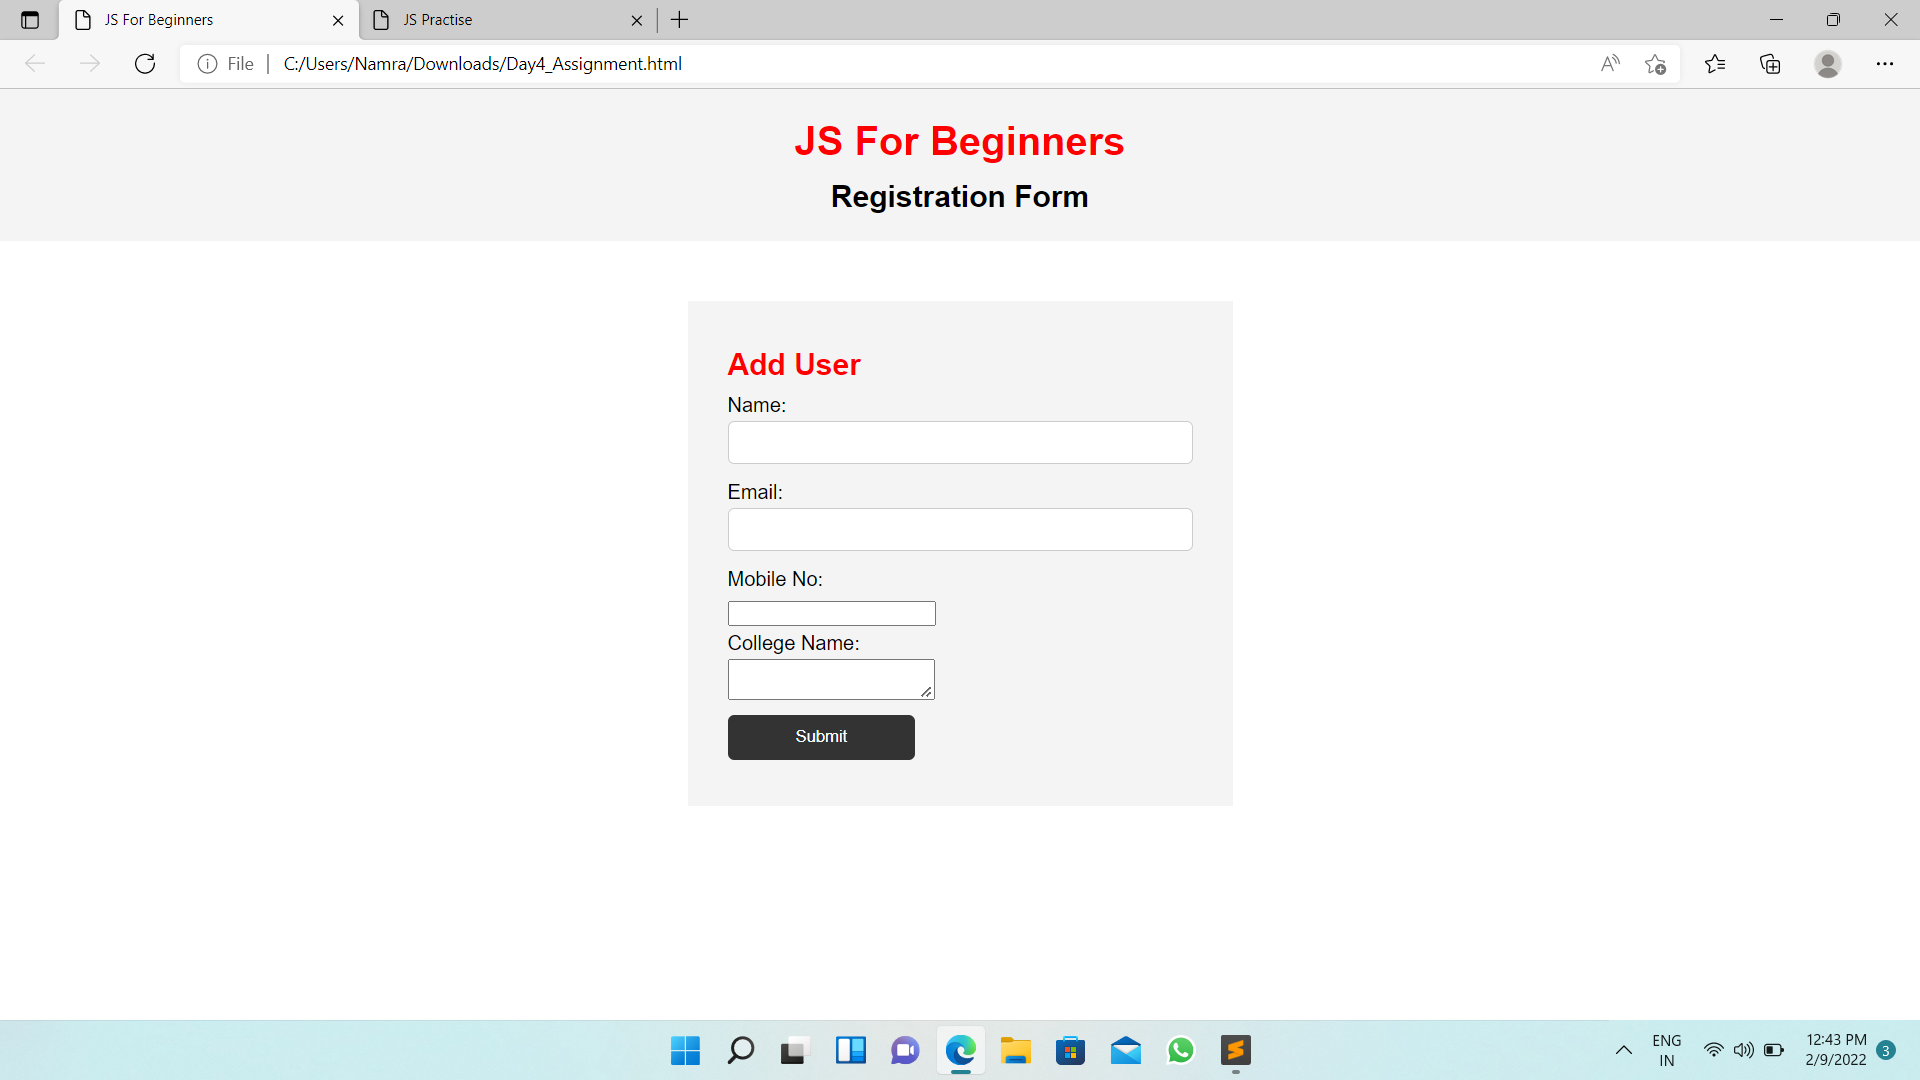 JS For Beginners
JS Practise
File
C:/Users/Namra/Downloads/Day4_Assignment.html
JS For Beginners
Registration Form
Add User
Name:
Email:
Mobile No:
College Name:
Submit
ENG
IN
12:43 PM
2/9/2022
3